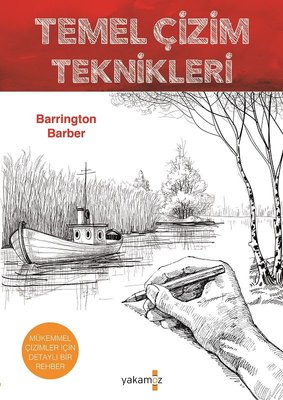 TEMEL ÇİZİM
TEKNİKLERİ
Barrington
Barber
MÜKEMMEL
ÇİZİMLER İÇİN
DETAYLI BİR
REHBER
yakamoz